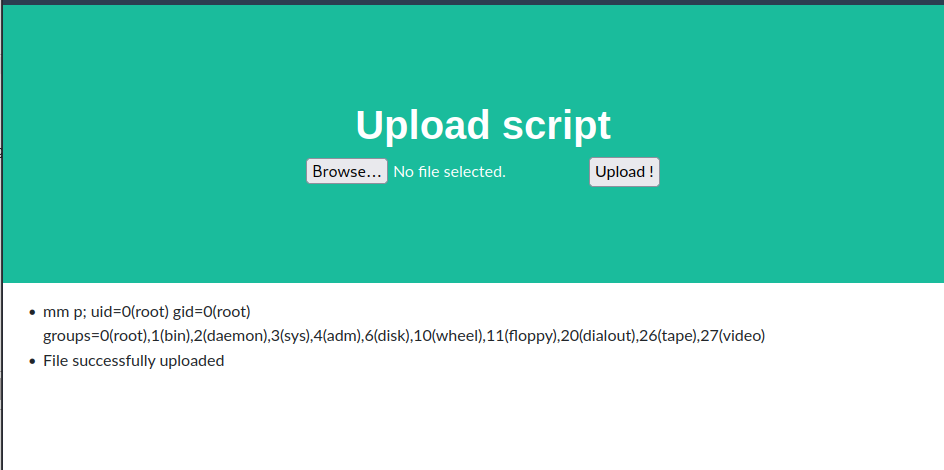 Upload script
Browse... No file selected. Upload !
mm p; uid=0(root) gid=0(root)
groups=0(root),1(bin),2(daemon),3(sys),4(adm),6(disk),10(wheel),11(floppy),20(dialout),26(tape),27(video)
File successfully uploaded